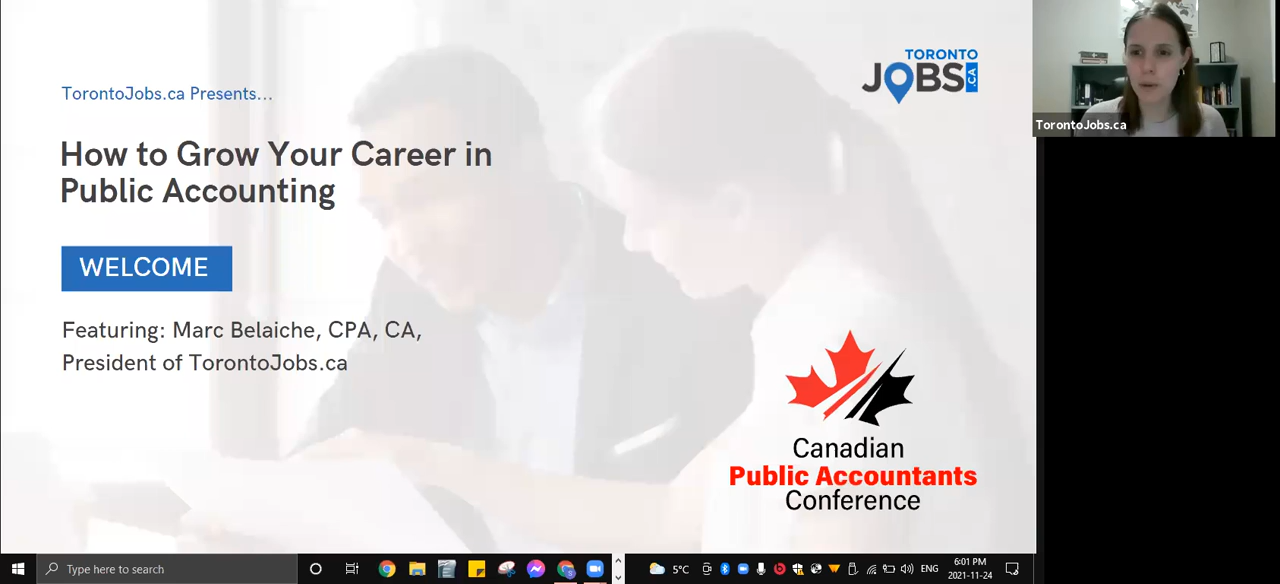 TorontoJobs.ca Presents...
How to Grow Your Career in
Public Accounting
WELCOME
Featuring: Marc Belaiche, CPA, CA,
President of TorontoJobs.ca
TORONTO
JOBS.CA
Canadian
Public Accountants
Conference
TorontoJobs.ca
Type here to search
5°C
ENG
6:01 PM
2021-11-24